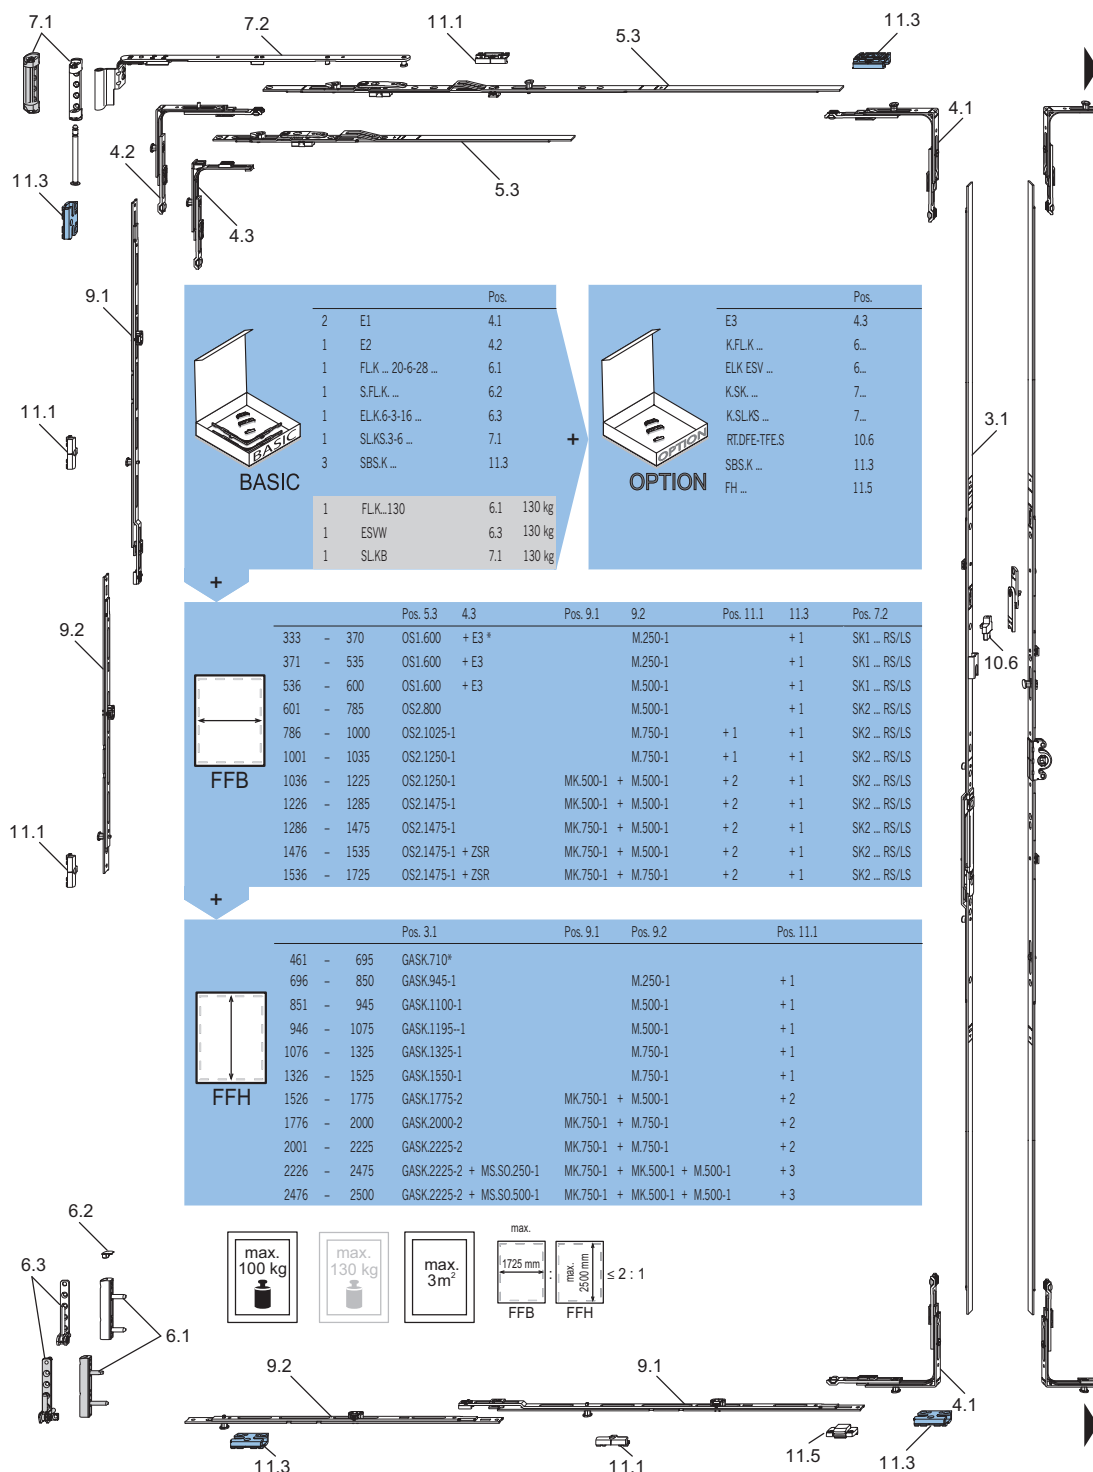 7.1
7.2
11.1
11.3
5.3
4.1
4.2
5.3
11.3
4.3
9.1
11.1
3.1
9.2
10.6
11.1
Pos.
2 E1 4.1
1 E2 4.2
1 FL.K ... 20-6-28 ... 6.1
1 S.FL.K. ... 6.2
1 EL.K.6-3-16 ... 6.3
1 SL.KS.3-6 ... 7.1
3 SBS.K ... 11.3
BASIC
BASIC
1 FL.K...130 6.1 130 kg
1 ESVW 6.3 130 kg
1 SL.KB 7.1 130 kg
+
Pos.
E3 4.3
K.FL.K ... 6...
ELK ESV ... 6...
K.SK. ... 7...
K.SL.KS ... 7...
RT.DFE-TFE.S 10.6
SBS.K ... 11.3
FH ... 11.5
OPTION
OPTION
+
Pos. 5.3 4.3 Pos. 9.1 9.2 Pos. 11.1 11.3 Pos. 7.2
333 – 370 OS1.600 + E3 * M.250-1 + 1 SK1 ... RS/LS
371 – 535 OS1.600 + E3 M.250-1 + 1 SK1 ... RS/LS
536 – 600 OS1.600 + E3 M.500-1 + 1 SK1 ... RS/LS
601 – 785 OS2.800 M.500-1 + 1 SK2 ... RS/LS
786 – 1000 OS2.1025-1 M.750-1 + 1 + 1 SK2 ... RS/LS
1001 – 1035 OS2.1250-1 M.750-1 + 1 + 1 SK2 ... RS/LS
1036 – 1225 OS2.1250-1 MK.500-1 + M.500-1 + 2 + 1 SK2 ... RS/LS
1226 – 1285 OS2.1475-1 MK.500-1 + M.500-1 + 2 + 1 SK2 ... RS/LS
1286 – 1475 OS2.1475-1 MK.750-1 + M.500-1 + 2 + 1 SK2 ... RS/LS
1476 – 1535 OS2.1475-1 + ZSR MK.750-1 + M.500-1 + 2 + 1 SK2 ... RS/LS
1536 – 1725 OS2.1475-1 + ZSR MK.750-1 + M.750-1 + 2 + 1 SK2 ... RS/LS
FFB
+
Pos. 3.1 Pos. 9.1 Pos. 9.2 Pos. 11.1
461 – 695 GASK.710*
696 – 850 GASK.945-1 M.250-1 + 1
851 – 945 GASK.1100-1 M.500-1 + 1
946 – 1075 GASK.1195--1 M.500-1 + 1
1076 – 1325 GASK.1325-1 M.750-1 + 1
1326 – 1525 GASK.1550-1 M.750-1 + 1
1526 – 1775 GASK.1775-2 MK.750-1 + M.500-1 + 2
1776 – 2000 GASK.2000-2 MK.750-1 + M.750-1 + 2
2001 – 2225 GASK.2225-2 MK.750-1 + M.750-1 + 2
2226 – 2475 GASK.2225-2 + MS.SO.250-1 MK.750-1 + MK.500-1 + M.500-1 + 3
2476 – 2500 GASK.2225-2 + MS.SO.500-1 MK.750-1 + MK.500-1 + M.500-1 + 3
FFH
6.2
6.3
6.1
max.
100 kg
max.
130 kg
max.
3m²
max.
1725 mm
FFB
:
max.
2500 mm
FFH
≤ 2 : 1
9.2
9.1
4.1
11.3
11.1
11.5
11.3